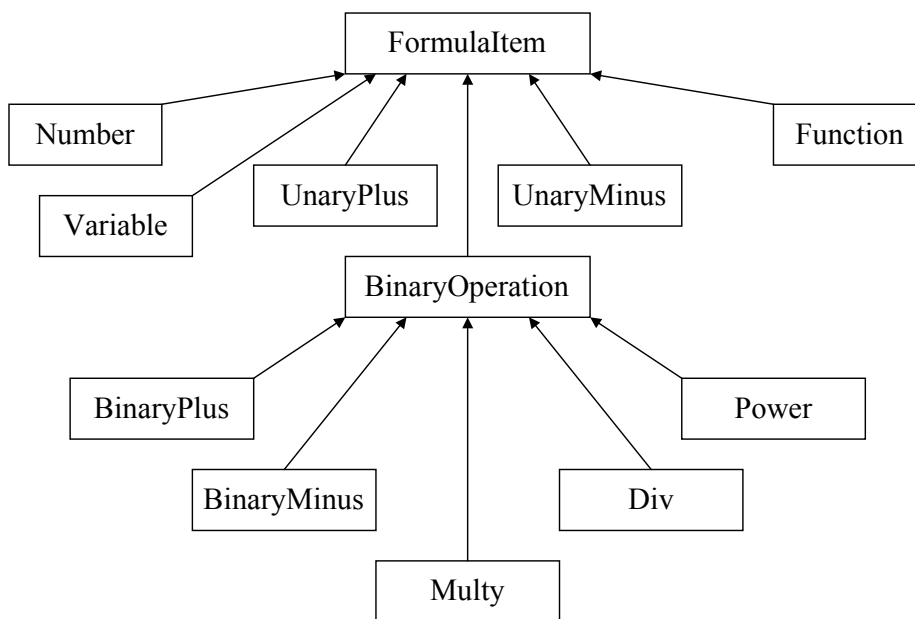 FormulaItem
Number
Function
Variable
UnaryPlus
UnaryMinus
BinaryOperation
BinaryPlus
Power
BinaryMinus
Div
Multy